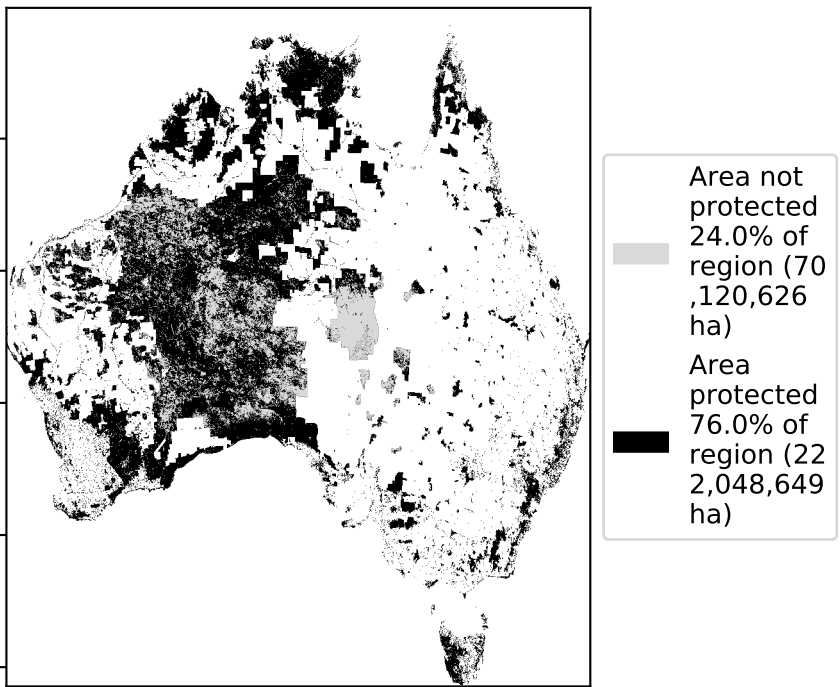 Area not
protected
24.0% of
region (70
,120,626
ha)
Area
protected
76.0% of
region (22
2,048,649
ha)